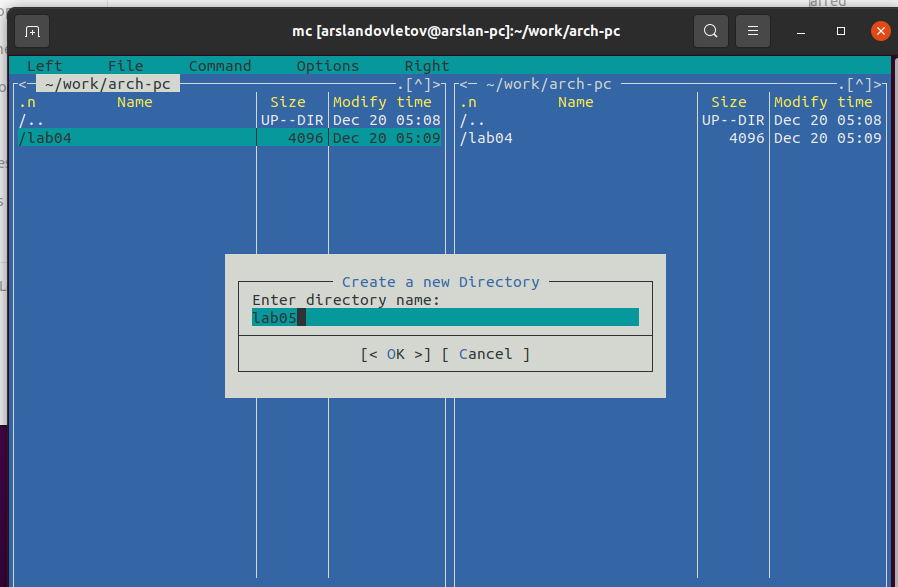 mc [arslandovletov@arslan-pc]:~/work/arch-pc
Left File Command Options Right
<─ ~/work/arch-pc ─.[^]>
.n Name Size Modify time
/.. UP--DIR Dec 20 05:08
/lab04 4096 Dec 20 05:09
<─ ~/work/arch-pc ─.[^]>
.n Name Size Modify time
/.. UP--DIR Dec 20 05:08
/lab04 4096 Dec 20 05:09
Create a new Directory
Enter directory name:
lab05
[< OK >] [ Cancel ]